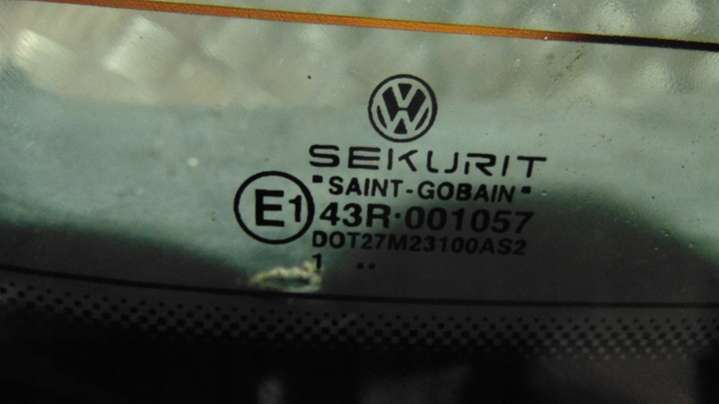 SEKURIT
"SAINT-GOBAIN"
E1 43R·001057
DOT27M23100AS2
1 ..